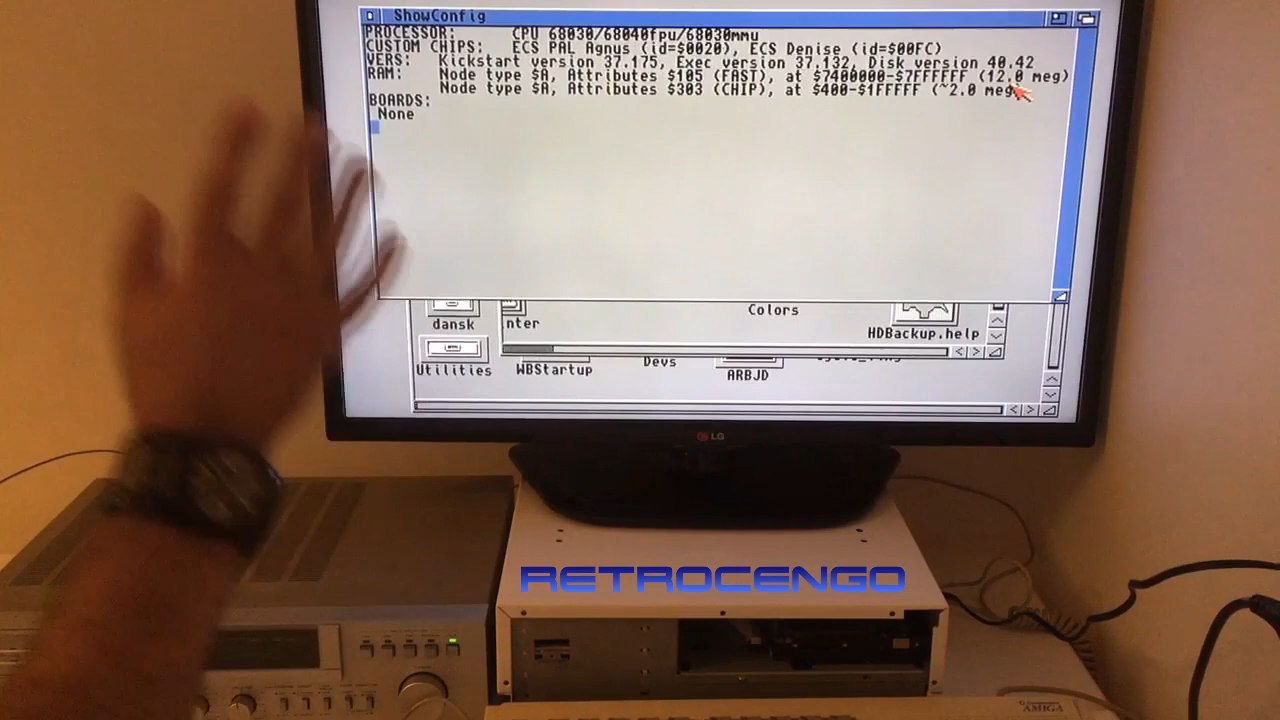 ShowConfig
PROCESSOR: CPU 68030/68040fpu/68030mmu
CUSTOM CHIPS: ECS PAL Agnus (id=$0020), ECS Denise (id=$00FC)
VERS: Kickstart version 37.175, Exec version 37.132, Disk version 40.42
RAM: Node type $A, Attributes $105 (FAST), at $7400000-$7FFFFFF (12.0 meg)
Node type $A, Attributes $303 (CHIP), at $400-$1FFFFF (~2.0 meg)
BOARDS:
None
Colors
dansk
nter
HDBackup.help
Utilities
WBStartup
Devs
ARBJD
LG
RETROCENGO
AMIGA